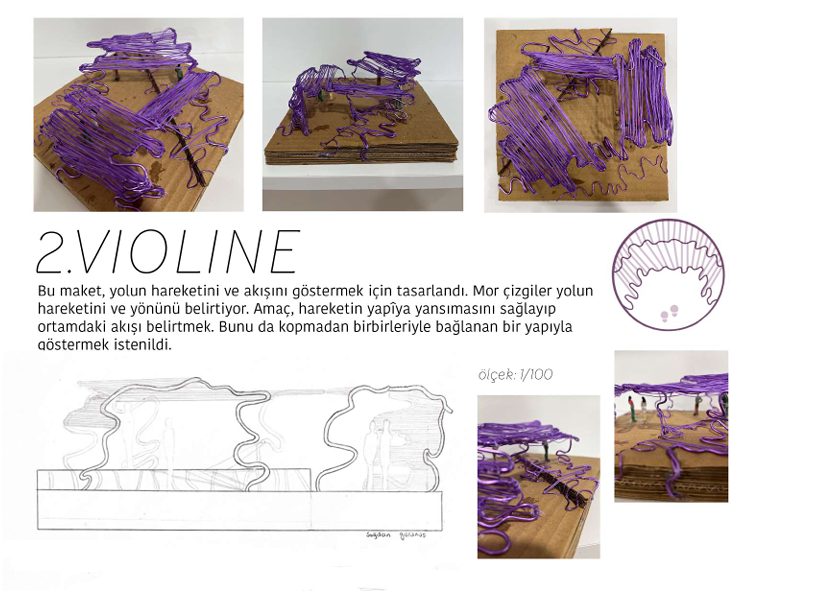 2.VIOLINE
Bu maket, yolun hareketini ve akışını göstermek için tasarlandı. Mor çizgiler yolun
hareketini ve yönünü belirtiyor. Amaç, hareketin yapîya yansımasını sağlayıp
ortamdaki akışı belirtmek. Bunu da kopmadan birbirleriyle bağlanan bir yapıyla
göstermek istenildi.
ölçek: 1/100